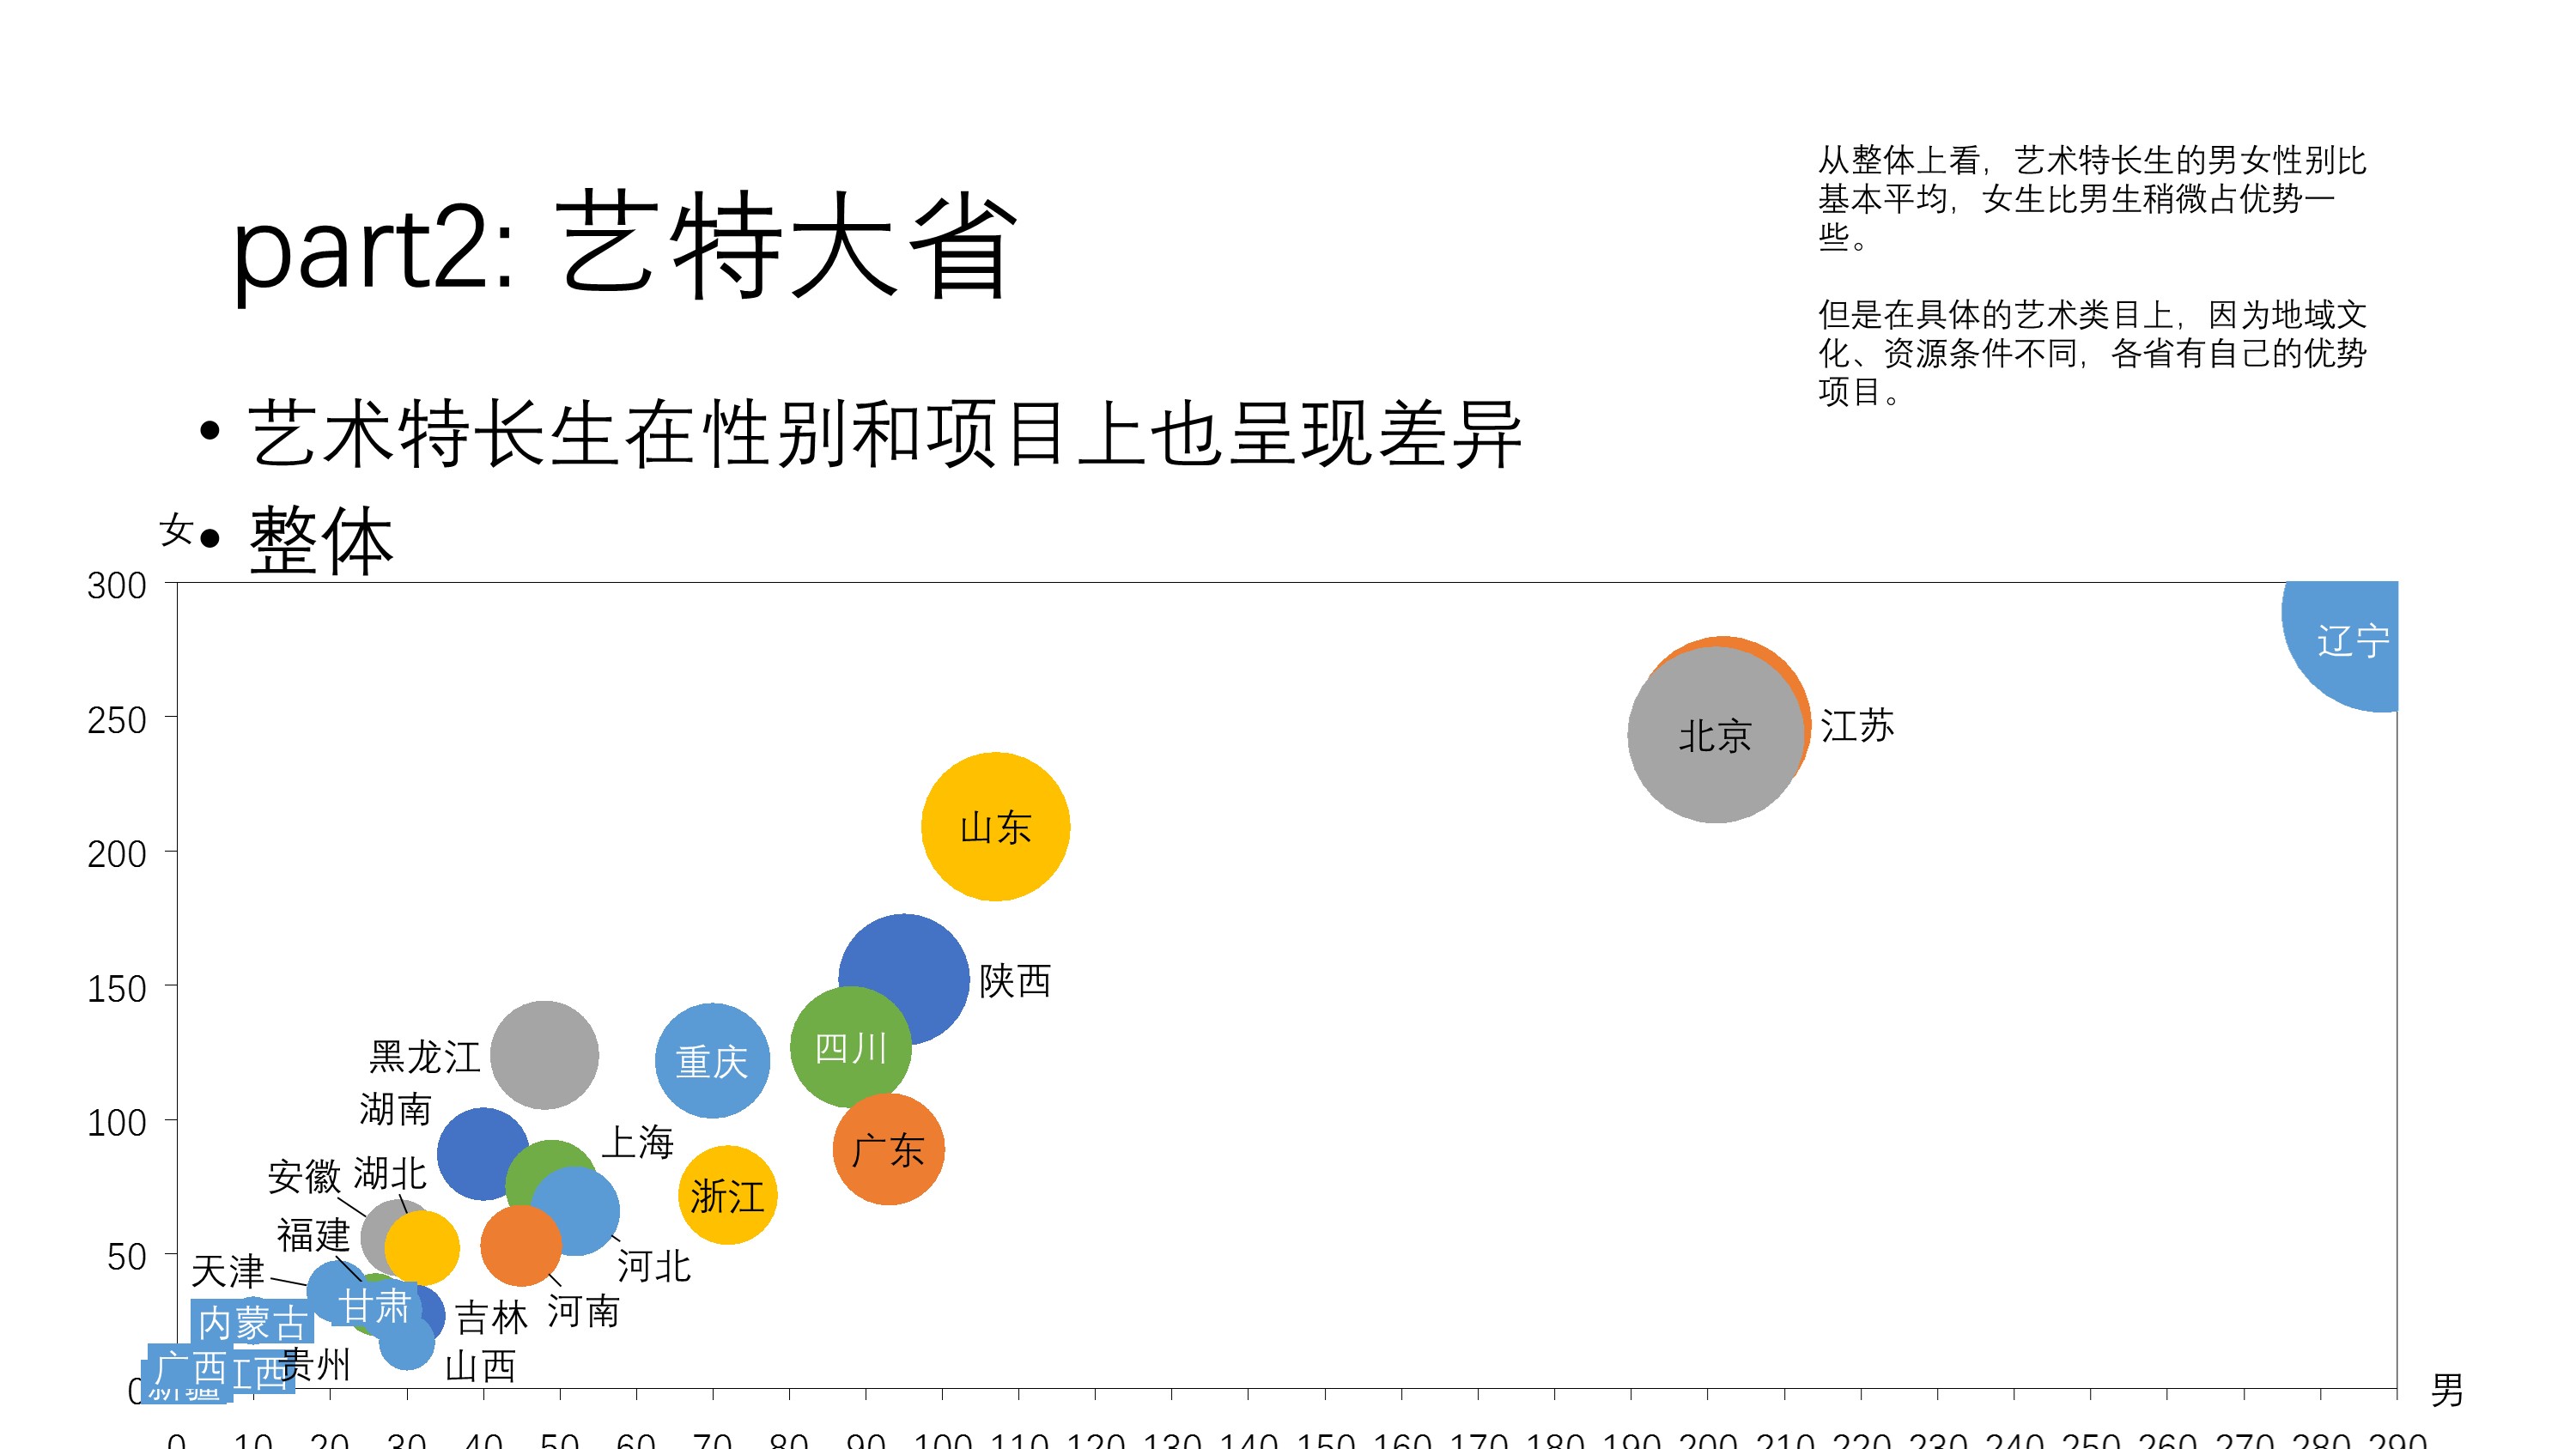 part2: 艺特大省
从整体上看，艺术特长生的男女性别比
基本平均，女生比男生稍微占优势一
些。
但是在具体的艺术类目上，因为地域文
化、资源条件不同，各省有自己的优势
项目。
• 艺术特长生在性别和项目上也呈现差异
• 整体
女
300
250
200
150
100
50
0
辽宁
北京
江苏
山东
陕西
黑龙江
重庆
四川
湖南
上海
广东
安徽
湖北
浙江
福建
河北
天津
甘肃
内蒙古
吉林
河南
广西
江西
贵州
山西
新疆
男
0 10 20 30 40 50 60 70 80 90 100 110 120 130 140 150 160 170 180 190 200 210 220 230 240 250 260 270 280 290